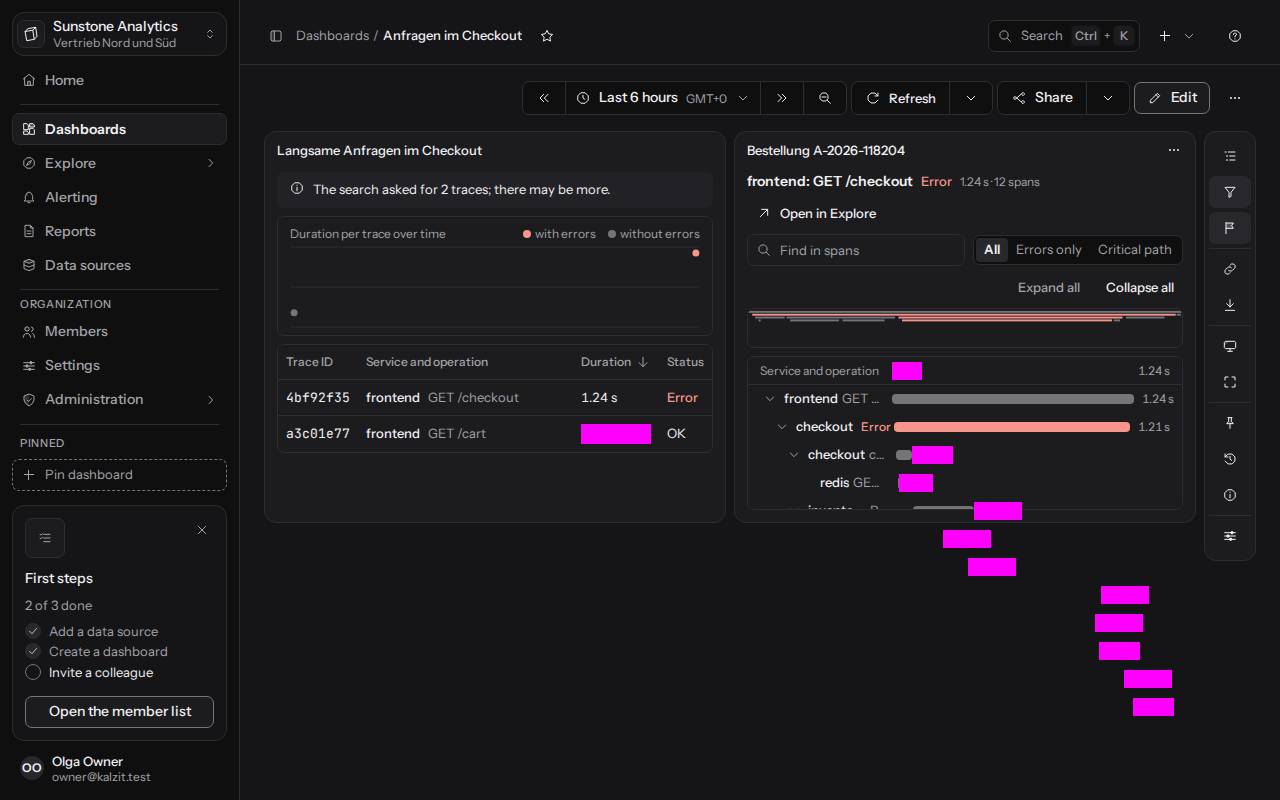 Sunstone Analytics
Vertrieb Nord und Süd
Home
Dashboards
Explore
Alerting
Reports
Data sources
ORGANIZATION
Members
Settings
Administration
PINNED
Pin dashboard
First steps
2 of 3 done
Add a data source
Create a dashboard
Invite a colleague
Open the member list
OO
Olga Owner
owner@kalzit.test
Dashboards / Anfragen im Checkout
Search Ctrl + K
Last 6 hours GMT+0
Refresh
Share
Edit
Langsame Anfragen im Checkout
The search asked for 2 traces; there may be more.
Duration per trace over time with errors without errors
Trace ID Service and operation Duration Status
4bf92f35 frontend GET /checkout 1.24 s Error
a3c01e77 frontend GET /cart OK
Bestellung A-2026-118204
frontend: GET /checkout Error 1.24 s · 12 spans
Open in Explore
Find in spans
All Errors only Critical path
Expand all Collapse all
Service and operation 1.24 s
frontend GET ... 1.24 s
checkout Error 1.21 s
checkout c...
redis GE...